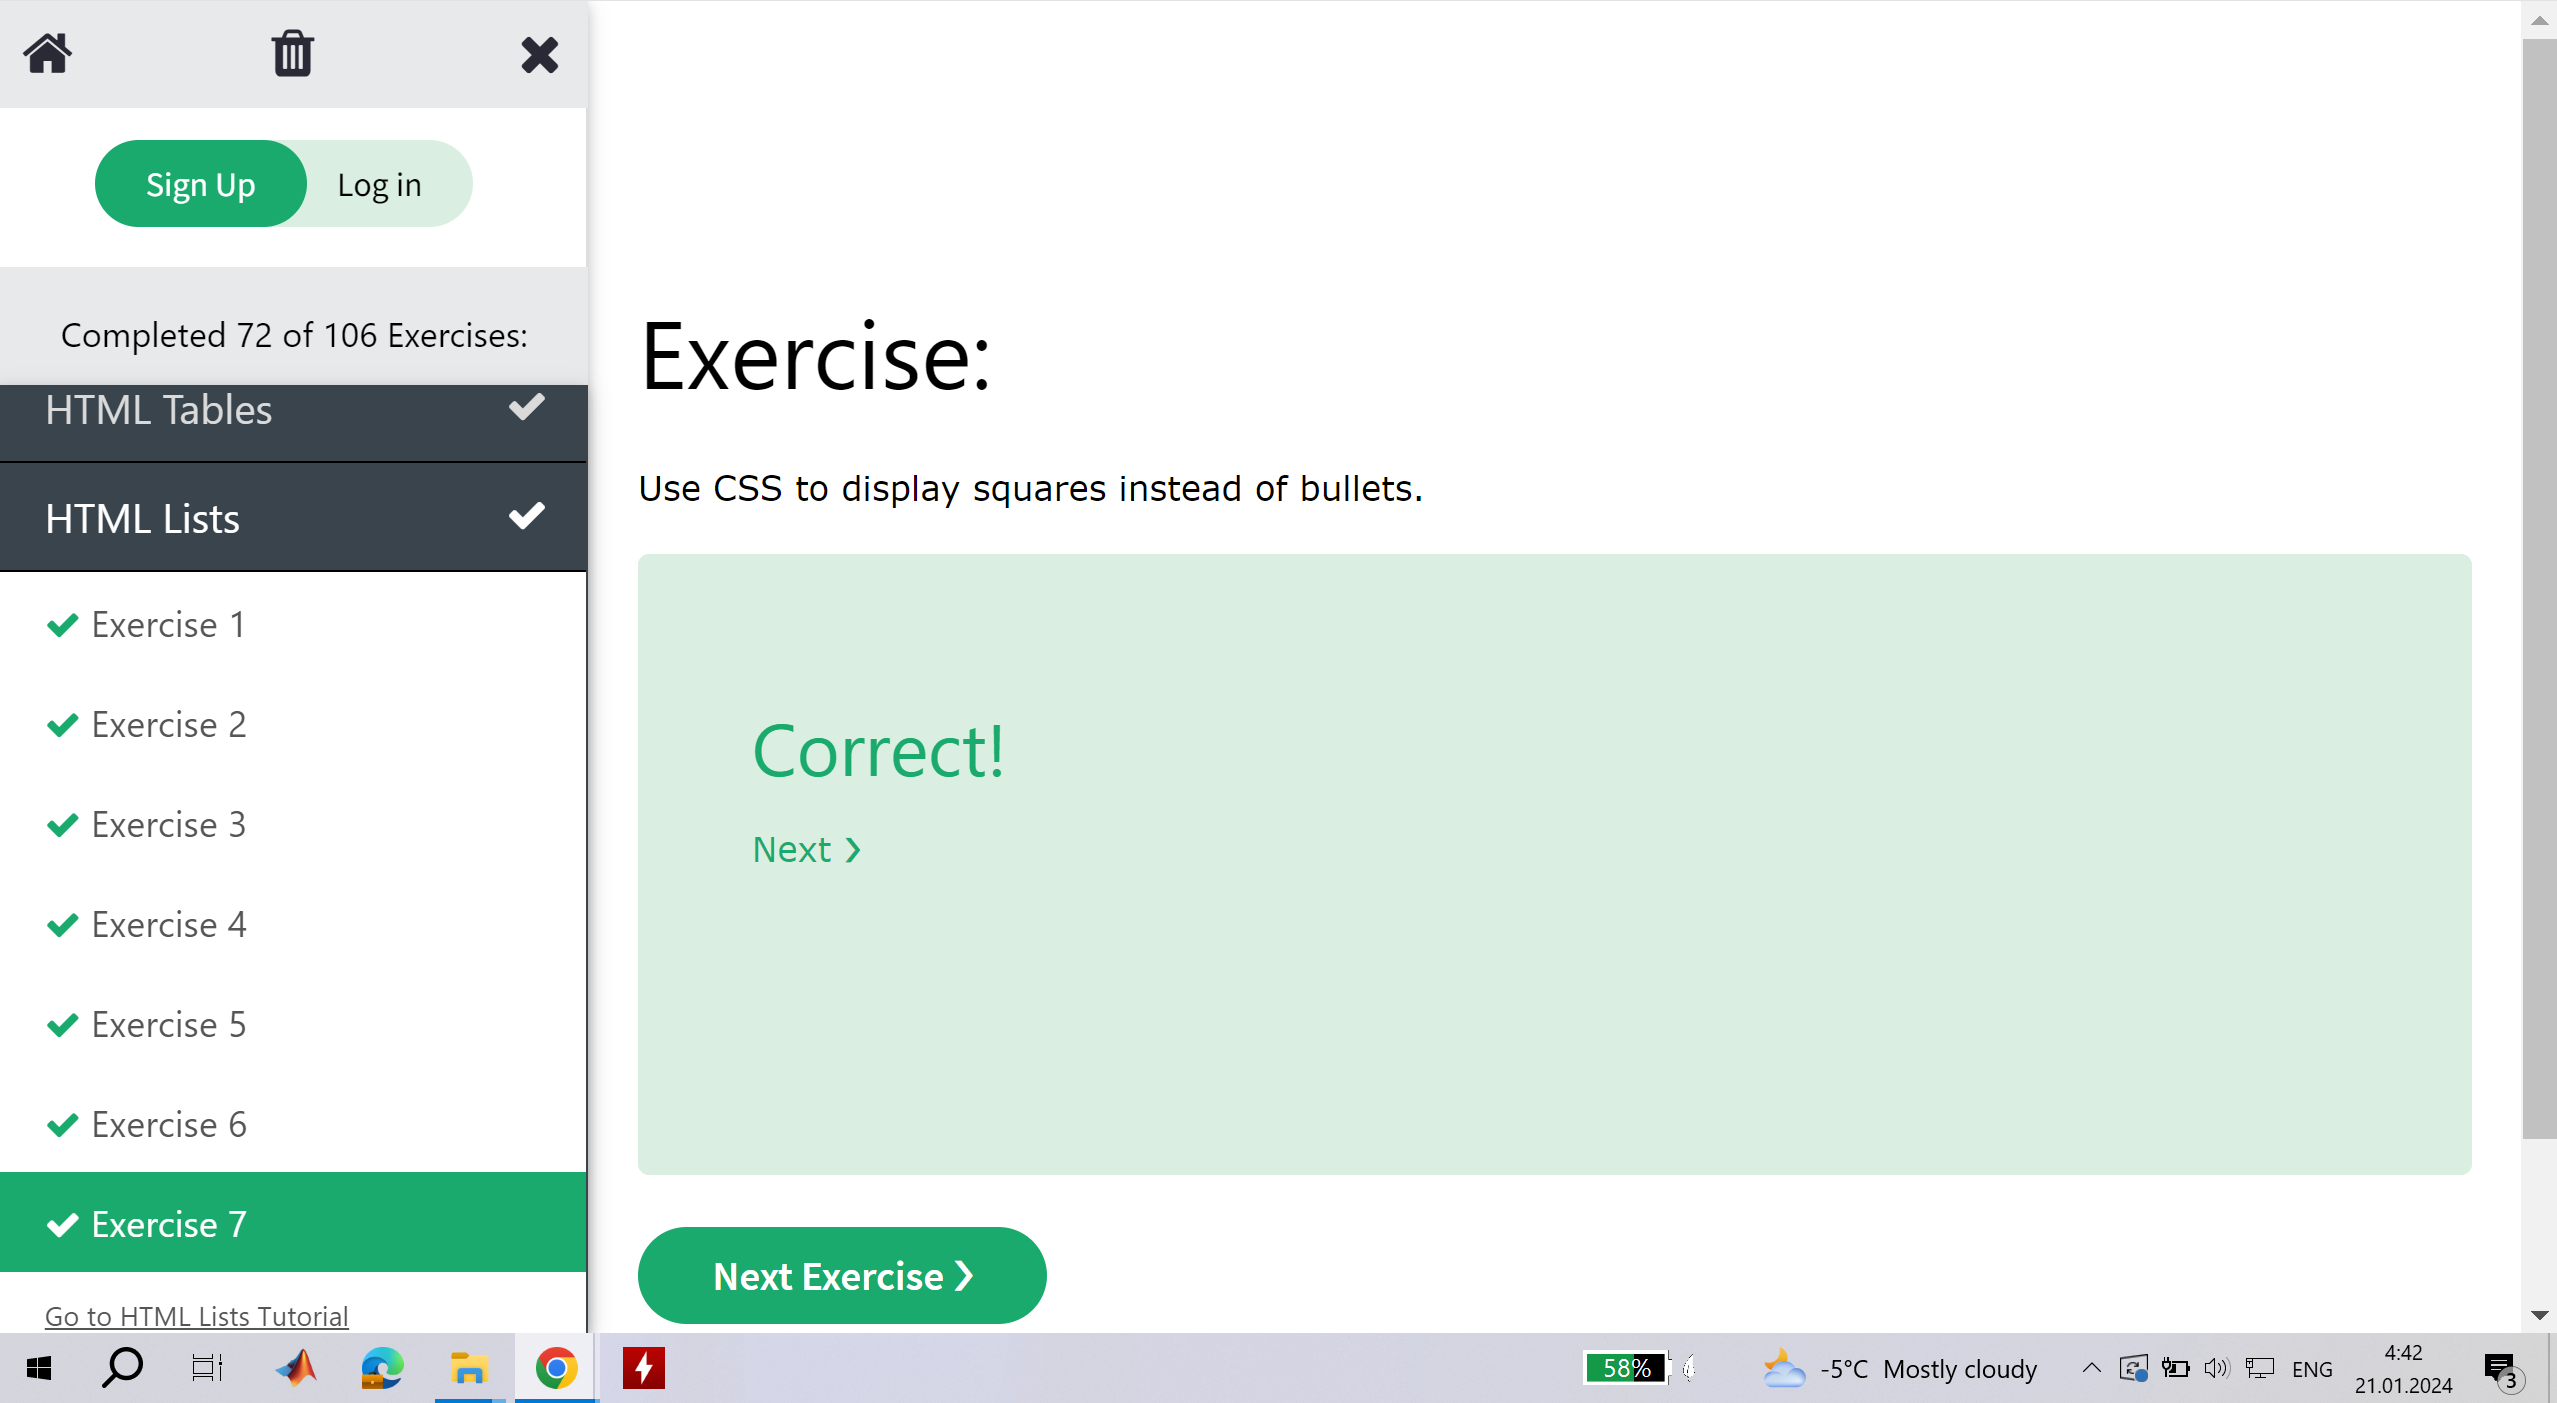 Sign Up
Log in
Completed 72 of 106 Exercises:
HTML Tables
HTML Lists
Exercise 1
Exercise 2
Exercise 3
Exercise 4
Exercise 5
Exercise 6
Exercise 7
Go to HTML Lists Tutorial
Exercise:
Use CSS to display squares instead of bullets.
Correct!
Next ❯
Next Exercise ❯
58%
-5°C Mostly cloudy
ENG
4:42
21.01.2024
3